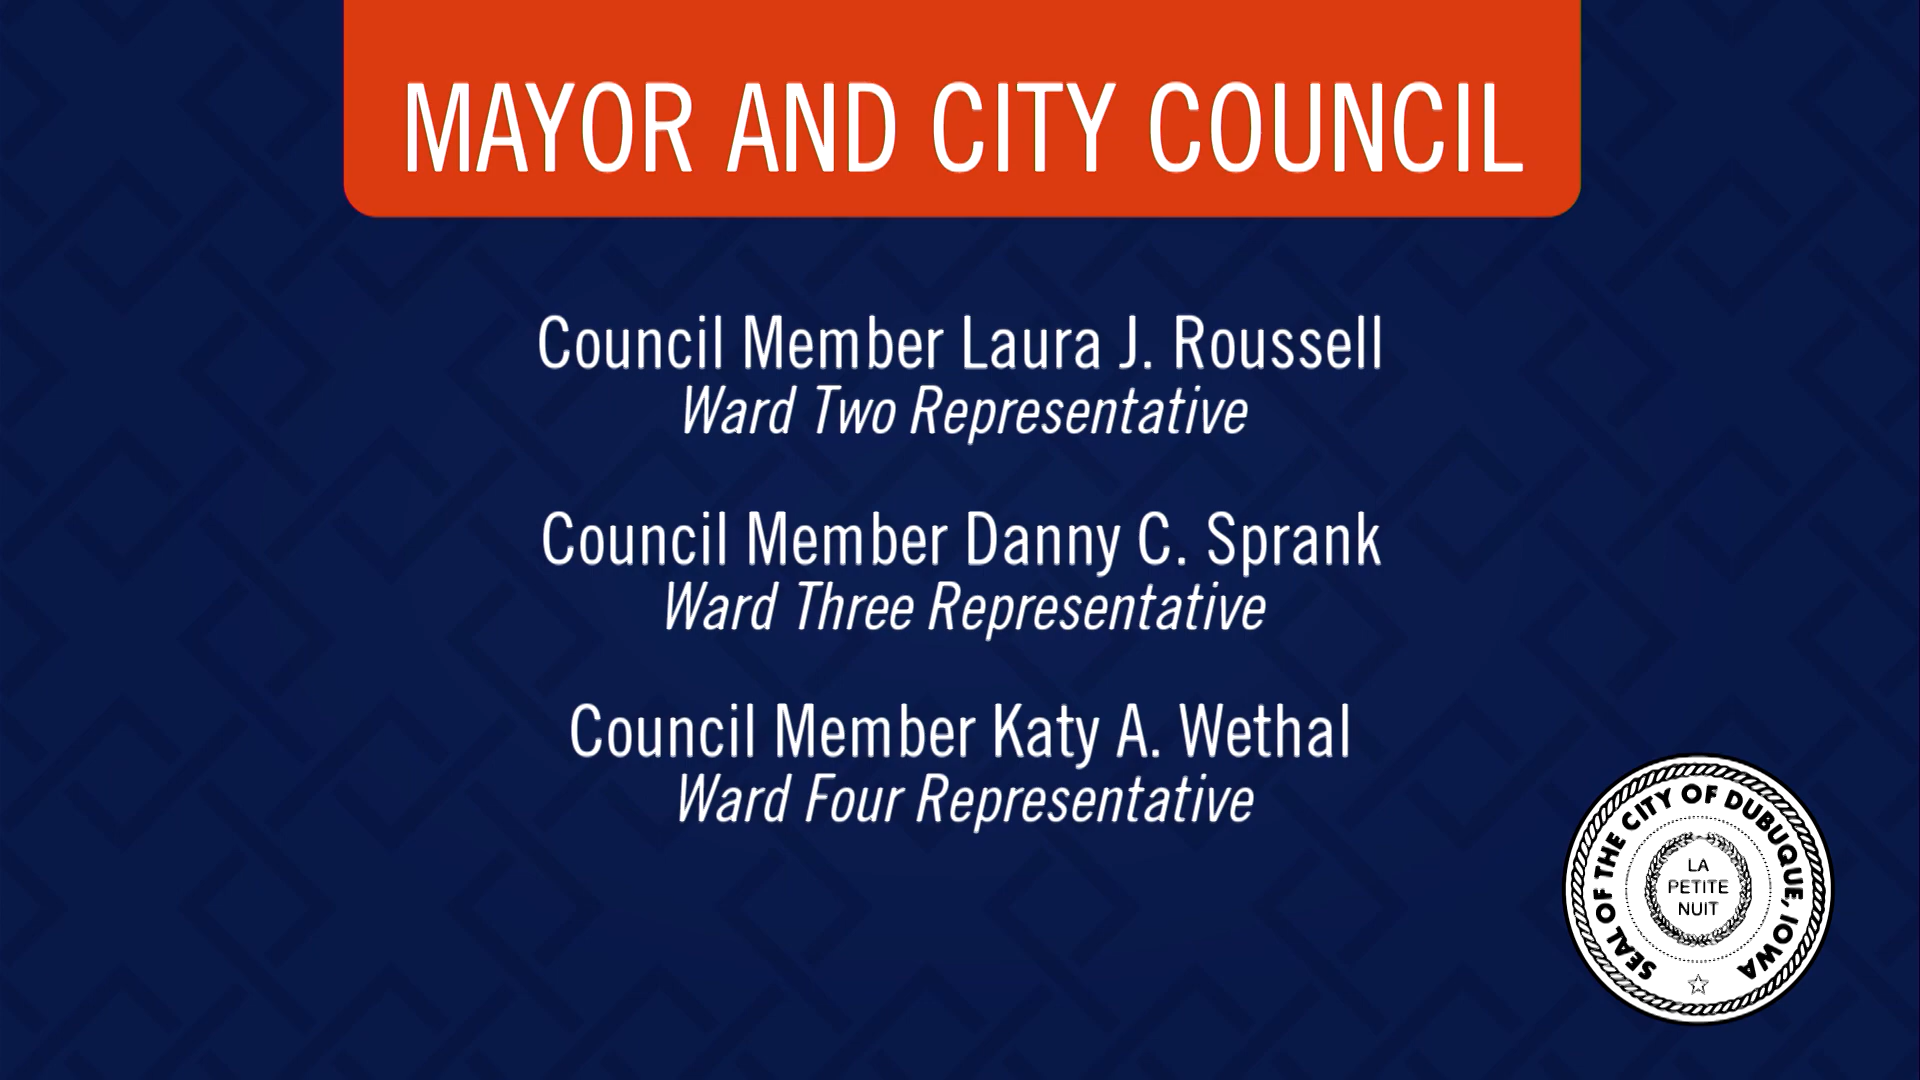 MAYOR AND CITY COUNCIL
Council Member Laura J. Roussell
Ward Two Representative
Council Member Danny C. Sprank
Ward Three Representative
Council Member Katy A. Wethal
Ward Four Representative
SEAL OF THE CITY OF DUBUQUE, IOWA
LA
PETITE
NUIT